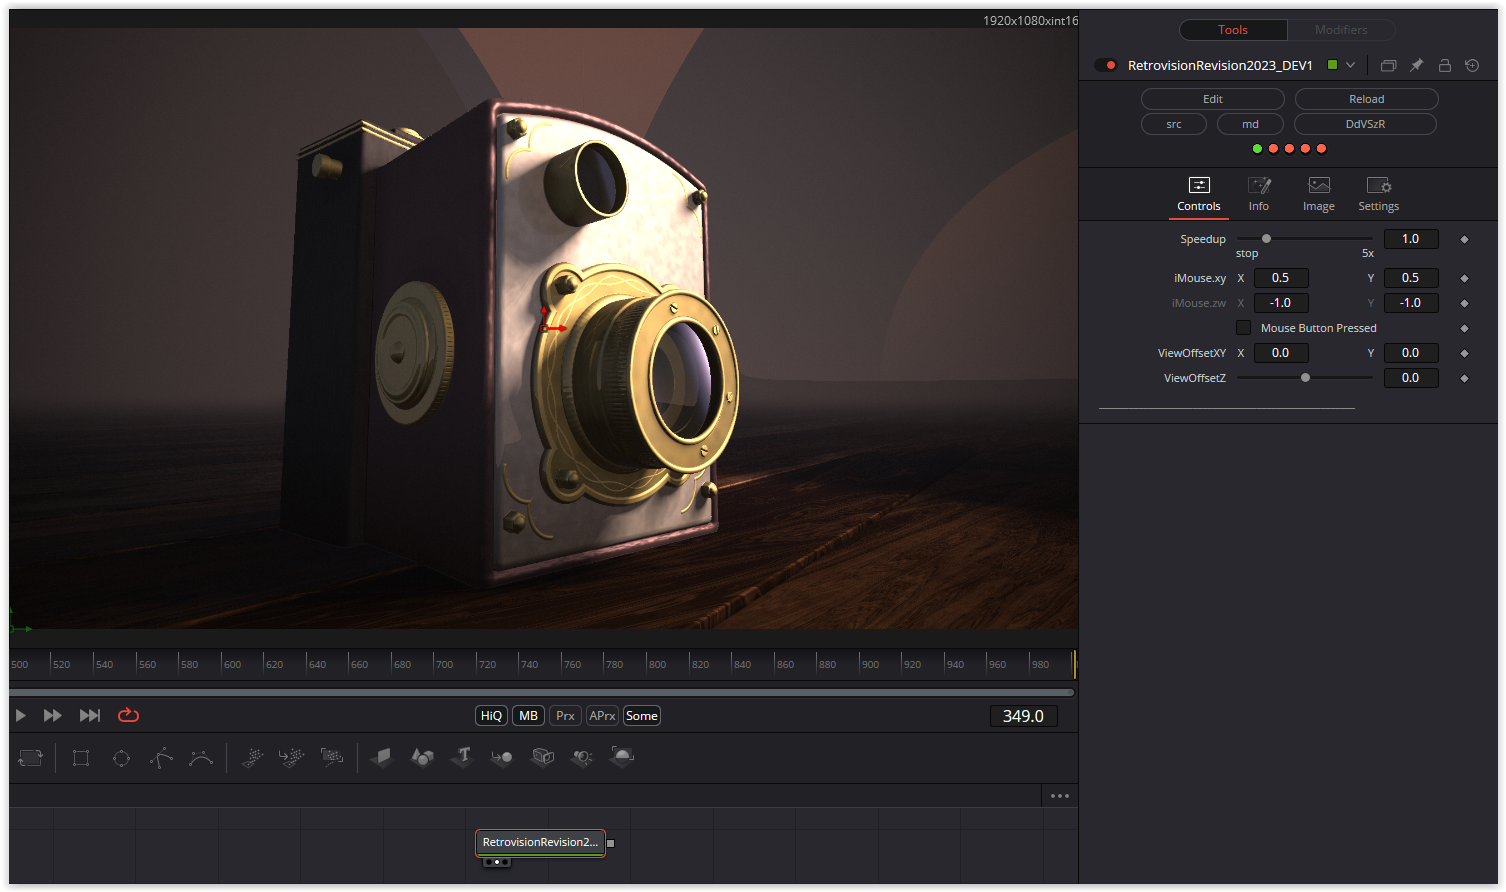 1920x1080xint16
Tools
Modifiers
RetrovisionRevision2023_DEV1
Edit
Reload
src
md
DdVSzR
Controls
Info
Image
Settings
Speedup
1.0
stop
5x
iMouse.xy X 0.5 Y 0.5
iMouse.zw X -1.0 Y -1.0
Mouse Button Pressed
ViewOffsetXY X 0.0 Y 0.0
ViewOffsetZ 0.0
500 520 540 560 580 600 620 640 660 680 700 720 740 760 780 800 820 840 860 880 900 920 940 960 980
HiQ MB Prx APrx Some
349.0
T
RetrovisionRevision2...